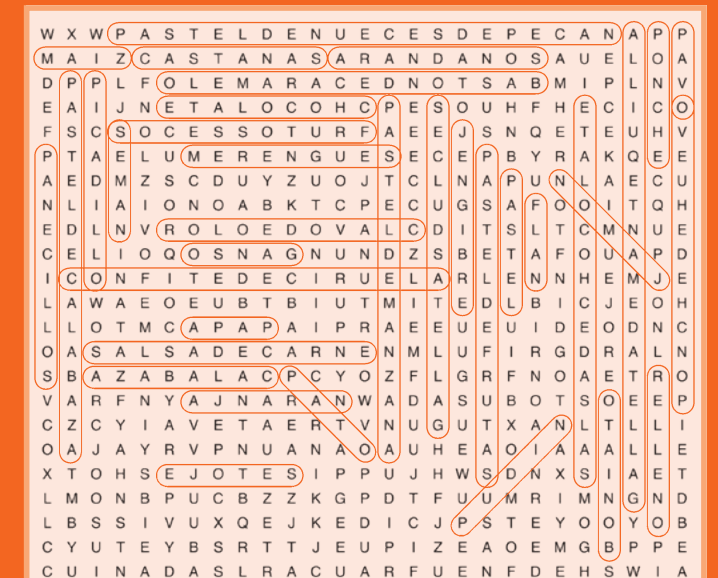 W X W P A S T E L D E N U E C E S D E P E C A N A P P
M A I Z C A S T A N A S A R A N D A N O S A U E L O A
D P P L F O L E M A R A C E D N O T S A B M I P L N V
E A I J N E T A L O C O H C P E S O U H F H E C I C O
F S C S O C E S S O T U R F A E E J S N Q E T E U H V
P T A E L U M E R E N G U E S E C E P B Y R A K Q E E
A E D M Z S C D U Y Z U O J T C L N A P U N L A E C U
N L I A I O N O A B K T C P E C U G S A F O O I T Q H
E D L N V R O L O E D O V A L C D I T S L T C M N U E
C E L I O Q O S N A G N U N D Z S B E T A F O U A P D
I C O N F I T E D E C I R U E L A R L E N N H E M J E
L A W A E O E U B T B I U T M I T E D L B I C J E O H
L L O T M C A P A P A I P R A E E U E U I D E O D N C
O A S A L S A D E C A R N E N M L U F I R G D R A L N
S B A Z A B A L A C P C Y O Z F L G R F N O A E T R O
V A R F N Y A J N A R A N W A D A S U B O T S O E E P
C Z C Y I A V E T A E R T V N U G U T X A N L T L L I
O A J A Y R V P N U A N A O A U H E A O I A A A L L E
X T O H S E J O T E S I P P U J H W S D N X S I A E T
L M O N B P U C B Z Z K G P D T F U U M R I M N G N D
L B S S I V U X Q E J K E D I C J P S T E Y O O Y O B
C Y U T E Y B S R T T J E U P I Z E A O E M G B P P E
C U I N A D A S L R A C U A R F U E N F D E H S W I A